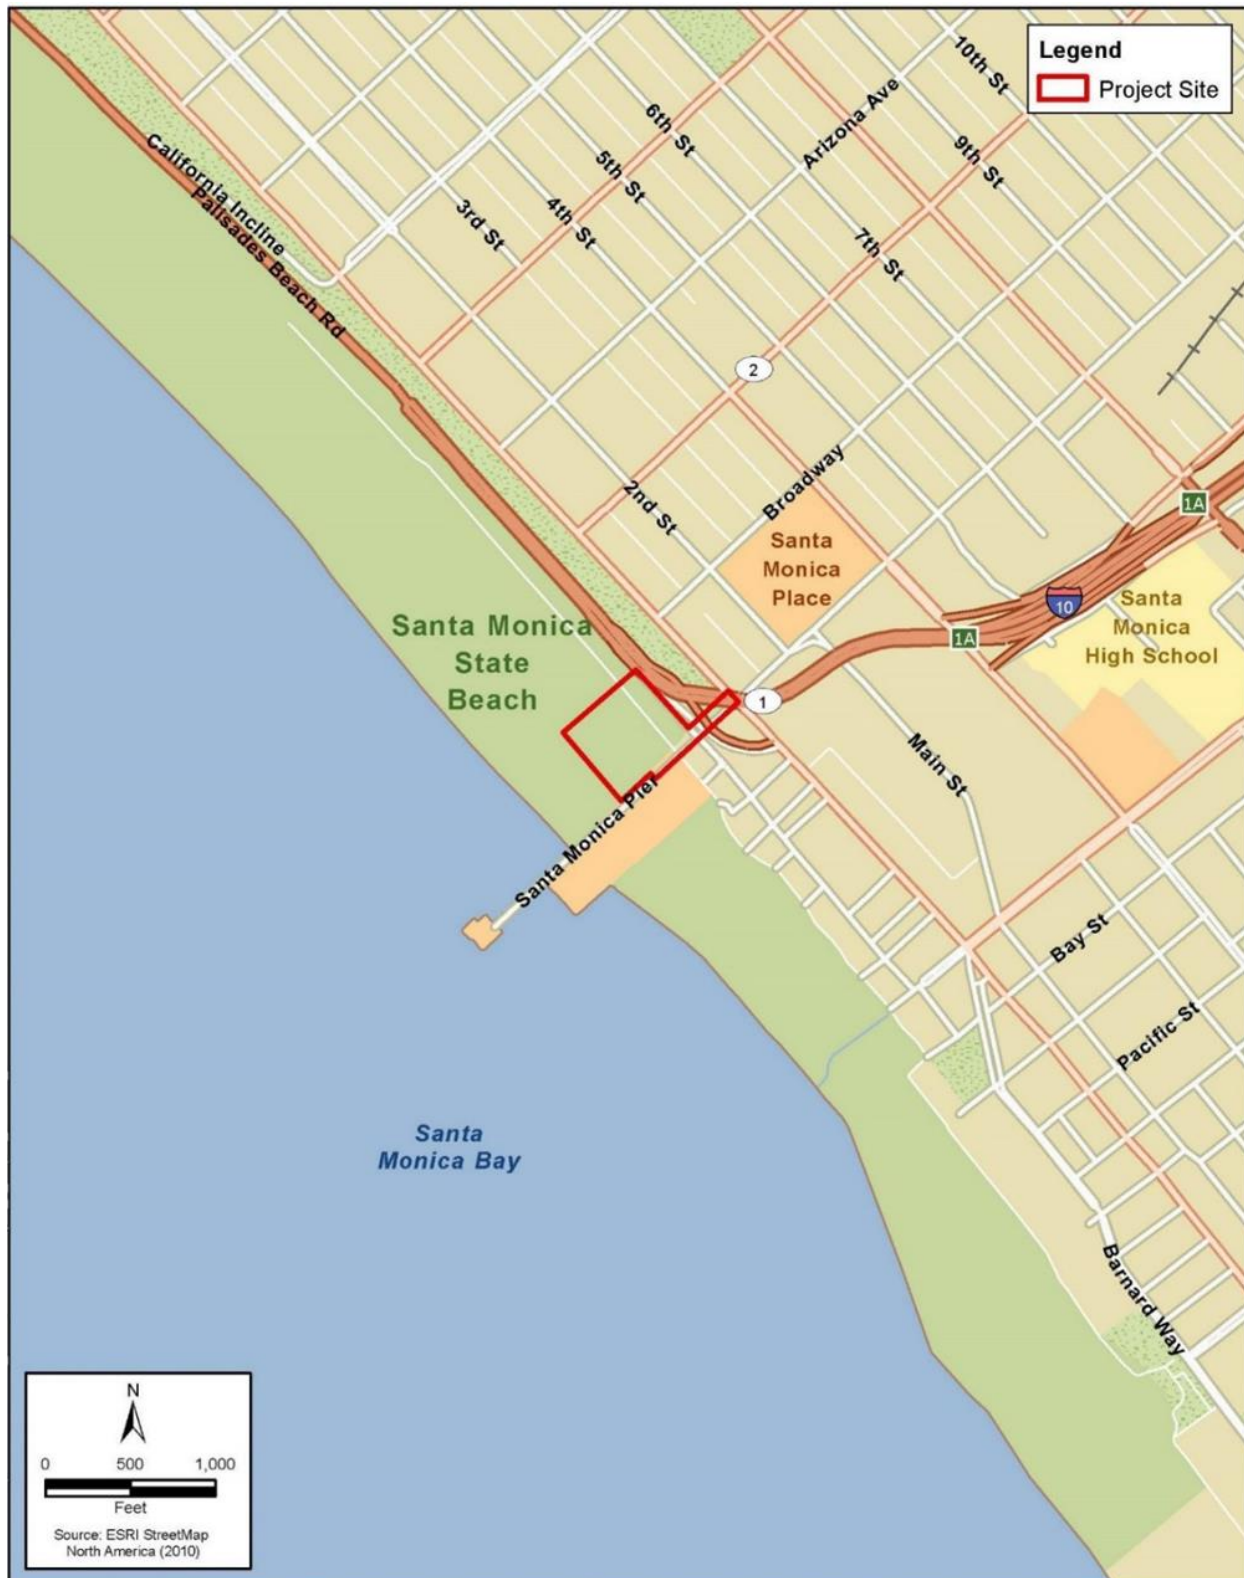 Legend
Project Site
10th St
Arizona Ave
6th St
9th St
5th St
California Incline
Palisades Beach Rd
4th St
3rd St
7th St
2
Broadway
2nd St
1A
Santa
Monica
Place
10
Santa
Monica
High School
1A
Santa Monica
State
Beach
1
Main St
Santa Monica Pier
Bay St
Pacific St
Santa
Monica Bay
Barnard Way
N
0 500 1,000
Feet
Source: ESRI StreetMap
North America (2010)